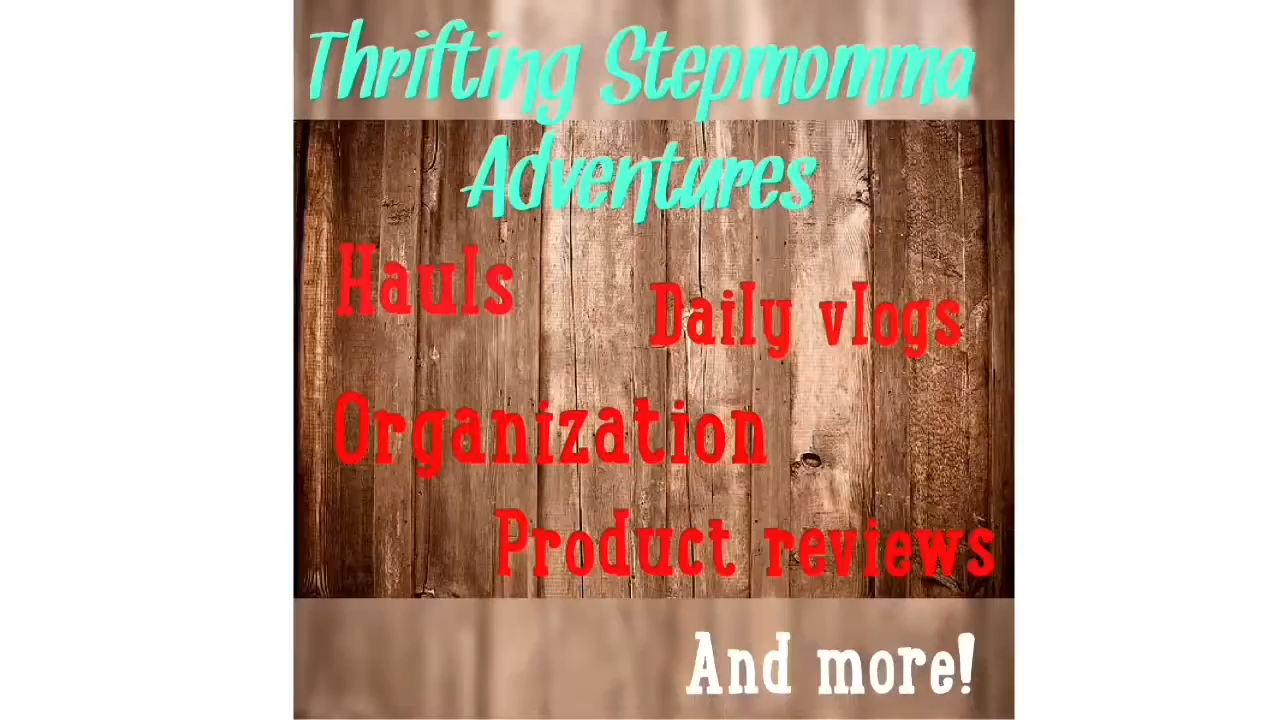 Thrifting Stepmomma
Adventures
Hauls
Daily vlogs
Organization
Product reviews
And more!